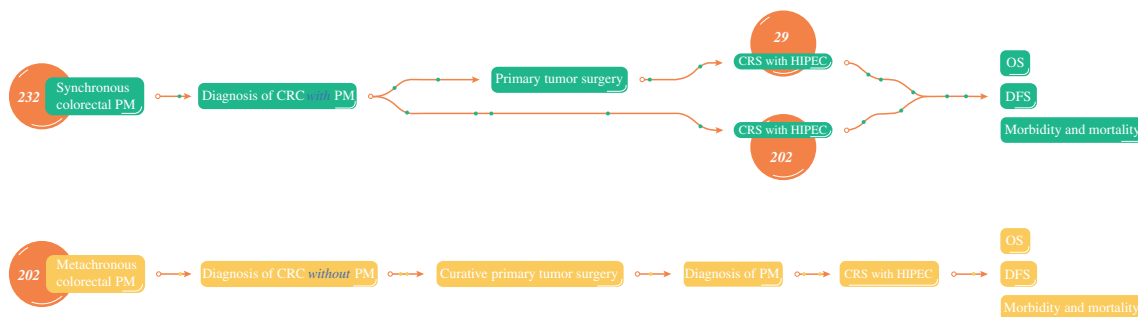 29
CRS with HIPEC
OS
232
Synchronous
colorectal PM
Diagnosis of CRC with PM
Primary tumor surgery
DFS
CRS with HIPEC
202
Morbidity and mortality
OS
202
Metachronous
colorectal PM
Diagnosis of CRC without PM
Curative primary tumor surgery
Diagnosis of PM
CRS with HIPEC
DFS
Morbidity and mortality